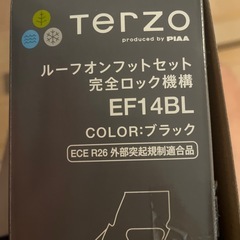 TERZO
produced by PIAA
ルーフオンフットセット
完全ロック機構
EF14BL
COLOR:ブラック
ECE R26 外部突起規制適合品